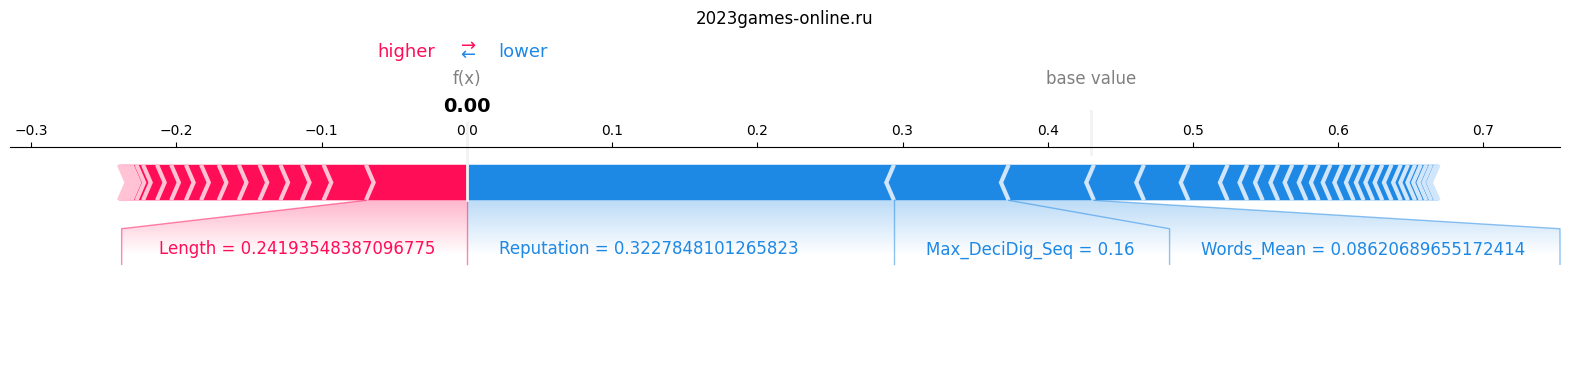 2023games-online.ru
higher ⇄ lower
f(x)
base value
0.00
−0.3 −0.2 −0.1 0.0 0.1 0.2 0.3 0.4 0.5 0.6 0.7
Length = 0.24193548387096775
Reputation = 0.3227848101265823
Max_DeciDig_Seq = 0.16
Words_Mean = 0.08620689655172414